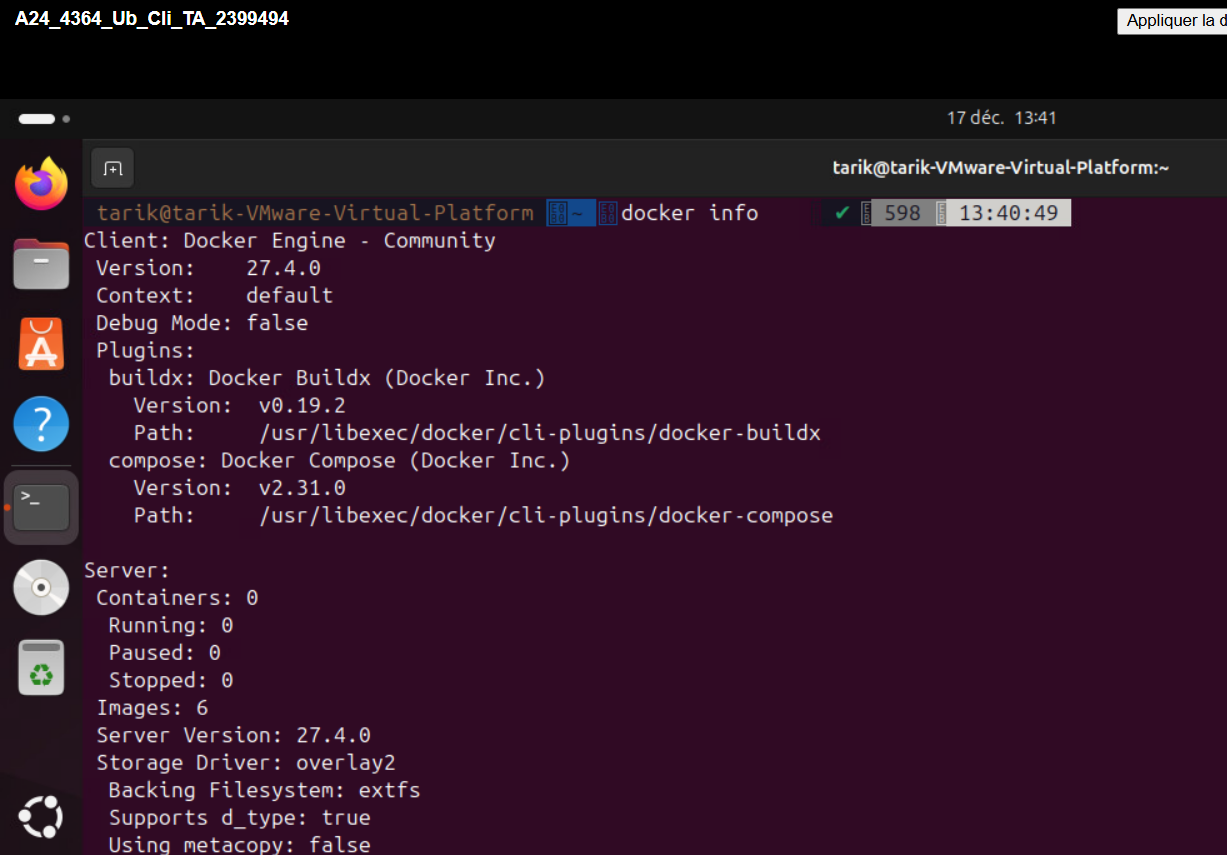 A24_4364_Ub_Cli_TA_2399494
Appliquer la d
17 déc. 13:41
tarik@tarik-VMware-Virtual-Platform:~
tarik@tarik-VMware-Virtual-Platform ~ docker info ✔ 598 13:40:49
Client: Docker Engine - Community
Version: 27.4.0
Context: default
Debug Mode: false
Plugins:
buildx: Docker Buildx (Docker Inc.)
Version: v0.19.2
Path: /usr/libexec/docker/cli-plugins/docker-buildx
compose: Docker Compose (Docker Inc.)
Version: v2.31.0
Path: /usr/libexec/docker/cli-plugins/docker-compose
Server:
Containers: 0
Running: 0
Paused: 0
Stopped: 0
Images: 6
Server Version: 27.4.0
Storage Driver: overlay2
Backing Filesystem: extfs
Supports d_type: true
Using metacopy: false